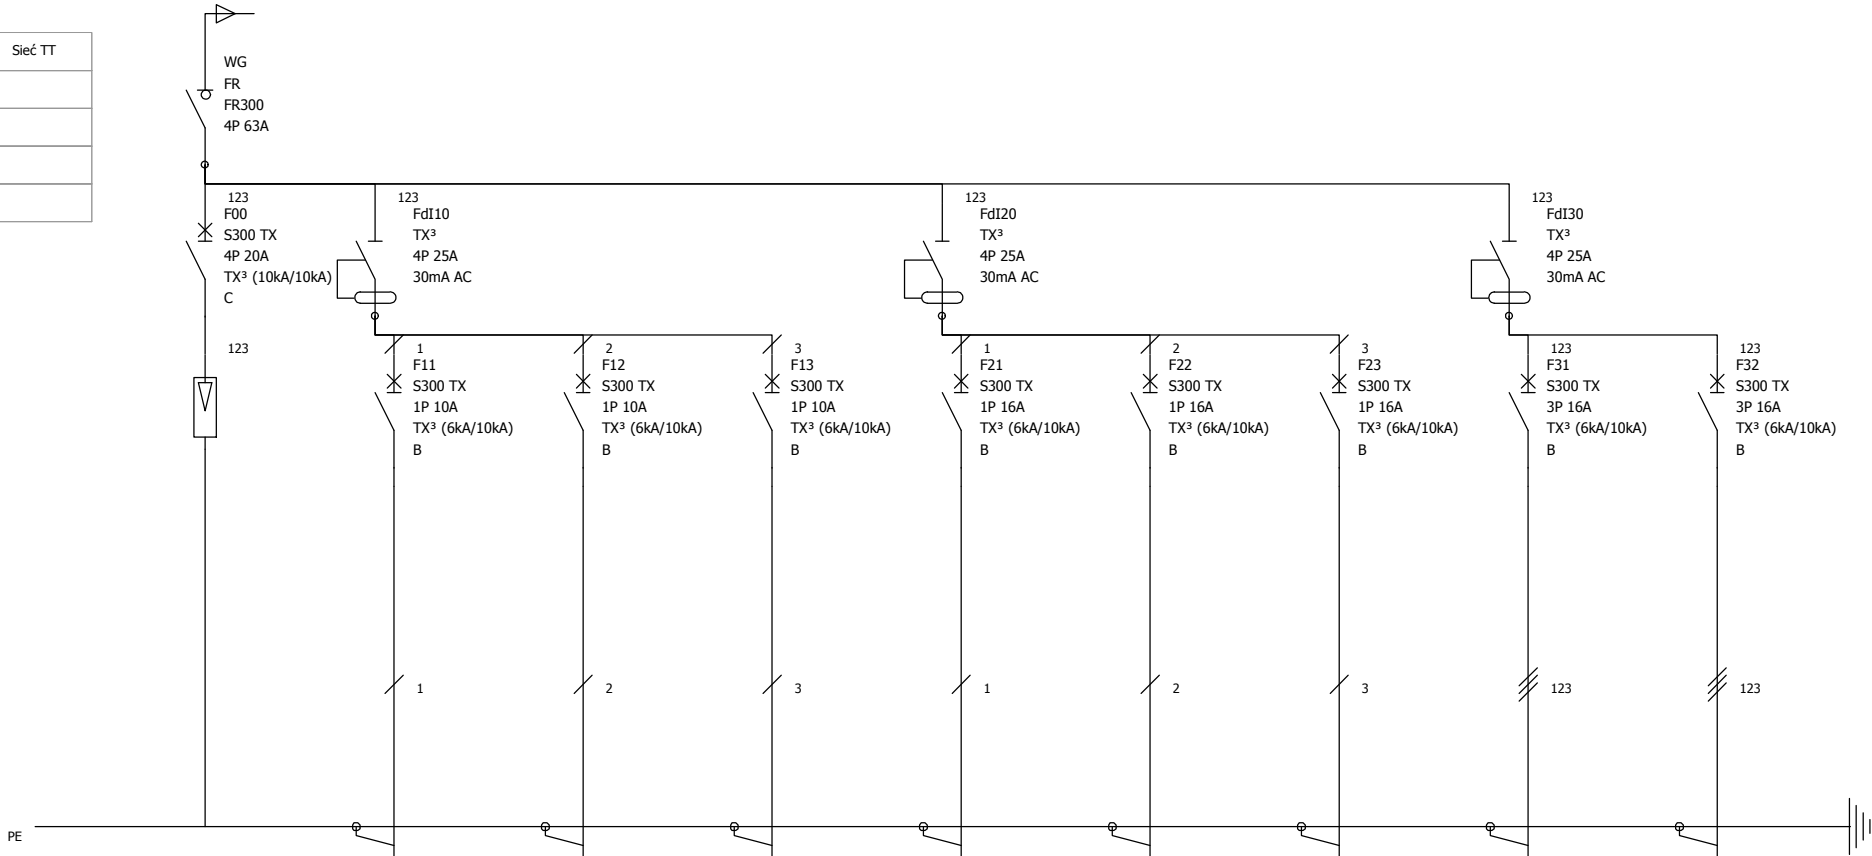 Sieć TT
WG
FR
FR300
4P 63A
123
F00
S300 TX
4P 20A
TX³ (10kA/10kA)
C
123
123
FdI10
TX³
4P 25A
30mA AC
123
FdI20
TX³
4P 25A
30mA AC
123
FdI30
TX³
4P 25A
30mA AC
1
F11
S300 TX
1P 10A
TX³ (6kA/10kA)
B
2
F12
S300 TX
1P 10A
TX³ (6kA/10kA)
B
3
F13
S300 TX
1P 10A
TX³ (6kA/10kA)
B
1
F21
S300 TX
1P 16A
TX³ (6kA/10kA)
B
2
F22
S300 TX
1P 16A
TX³ (6kA/10kA)
B
3
F23
S300 TX
1P 16A
TX³ (6kA/10kA)
B
123
F31
S300 TX
3P 16A
TX³ (6kA/10kA)
B
123
F32
S300 TX
3P 16A
TX³ (6kA/10kA)
B
1
2
3
1
2
3
123
123
PE